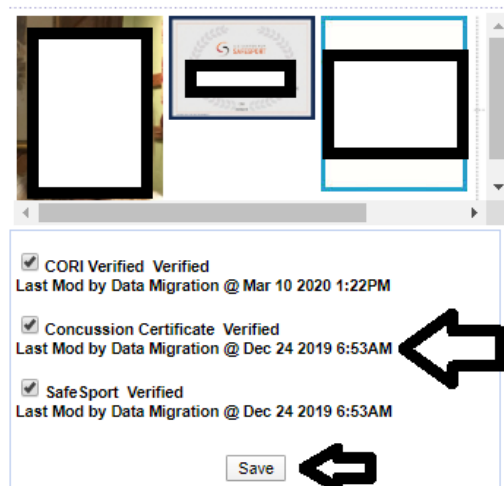 SAFESPORT
CORI Verified Verified
Last Mod by Data Migration @ Mar 10 2020 1:22PM
Concussion Certificate Verified
Last Mod by Data Migration @ Dec 24 2019 6:53AM
SafeSport Verified
Last Mod by Data Migration @ Dec 24 2019 6:53AM
Save